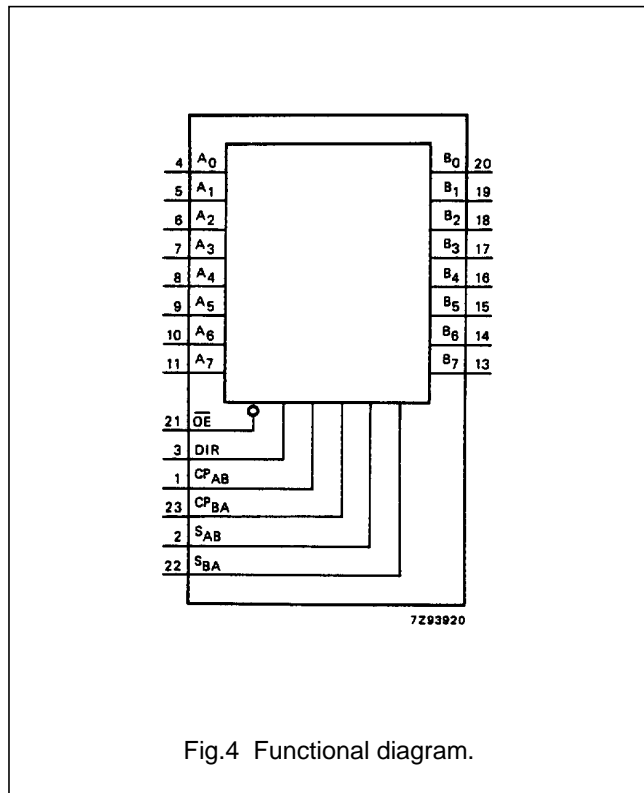 4 A0 B0 20
5 A1 B1 19
6 A2 B2 18
7 A3 B3 17
8 A4 B4 16
9 A5 B5 15
10 A6 B6 14
11 A7 B7 13
21 O̅E̅
3 DIR
1 CPAB
23 CPBA
2 SAB
22 SBA
7Z93920
Fig.4 Functional diagram.